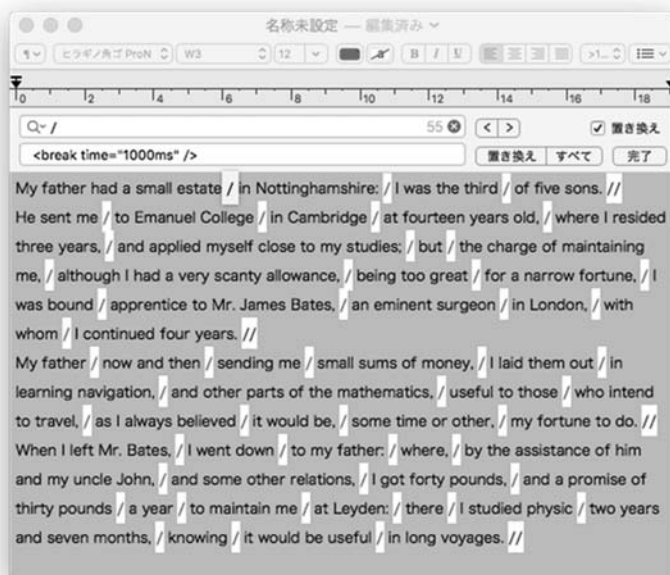 名称未設定 — 編集済み
¶ ヒラギノ角ゴ ProN W3 12 a B I U >1...
0 2 4 6 8 10 12 14 16 18
/ 55 < > 置き換え
<break time="1000ms" /> 置き換え すべて 完了
My father had a small estate / in Nottinghamshire: / I was the third / of five sons. //
He sent me / to Emanuel College / in Cambridge / at fourteen years old, / where I resided
three years, / and applied myself close to my studies; / but / the charge of maintaining
me, / although I had a very scanty allowance, / being too great / for a narrow fortune, / I
was bound / apprentice to Mr. James Bates, / an eminent surgeon / in London, / with
whom / I continued four years. //
My father / now and then / sending me / small sums of money, / I laid them out / in
learning navigation, / and other parts of the mathematics, / useful to those / who intend
to travel, / as I always believed / it would be, / some time or other, / my fortune to do. //
When I left Mr. Bates, / I went down / to my father: / where, / by the assistance of him
and my uncle John, / and some other relations, / I got forty pounds, / and a promise of
thirty pounds / a year / to maintain me / at Leyden: / there / I studied physic / two years
and seven months, / knowing / it would be useful / in long voyages. //